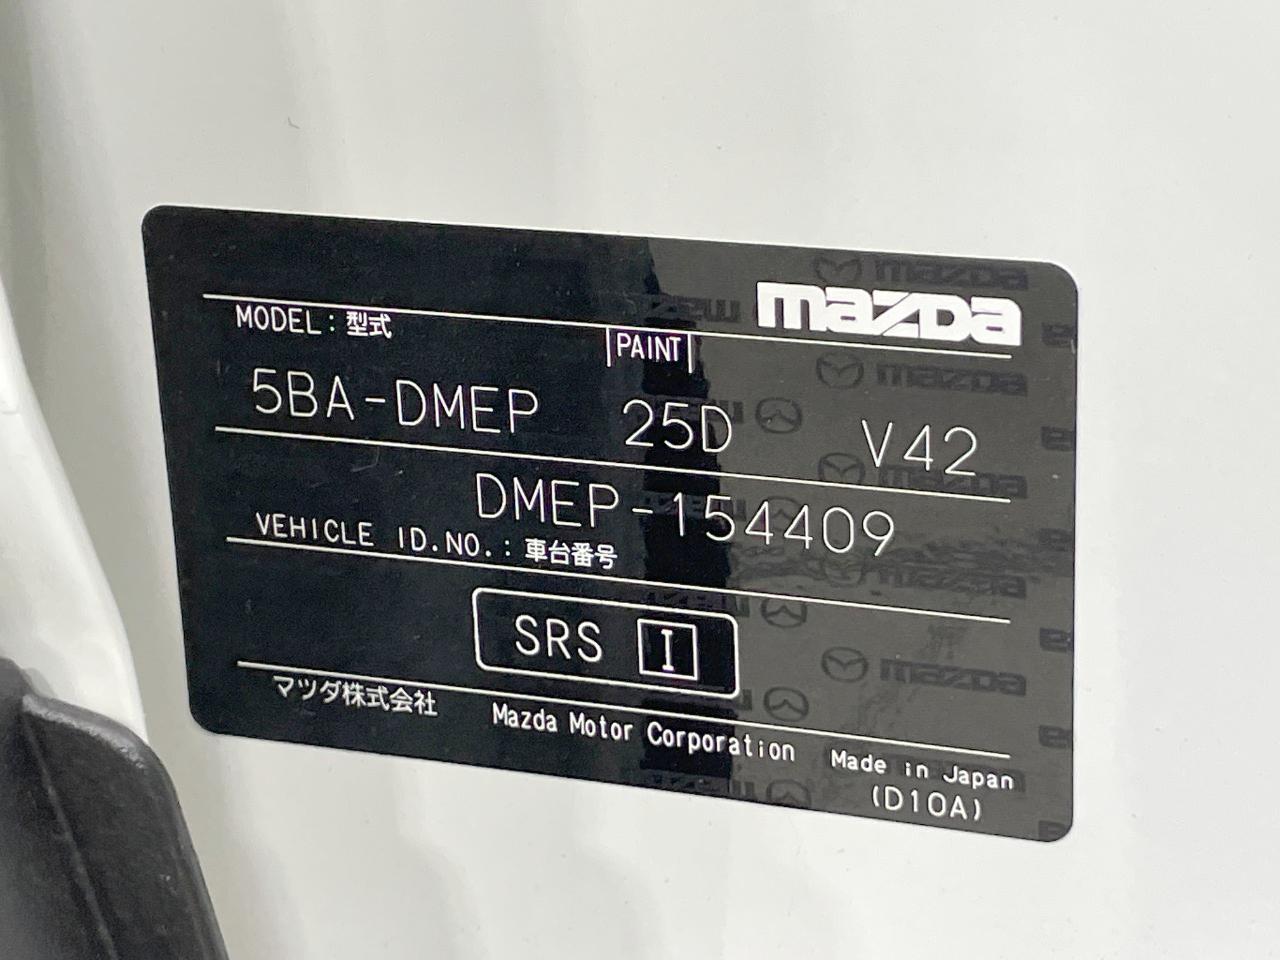 mazda
MODEL：型式
PAINT
5BA-DMEP 25D V42
DMEP-154409
VEHICLE ID.NO.：車台番号
SRS I
マツダ株式会社 Mazda Motor Corporation Made in Japan
(D10A)